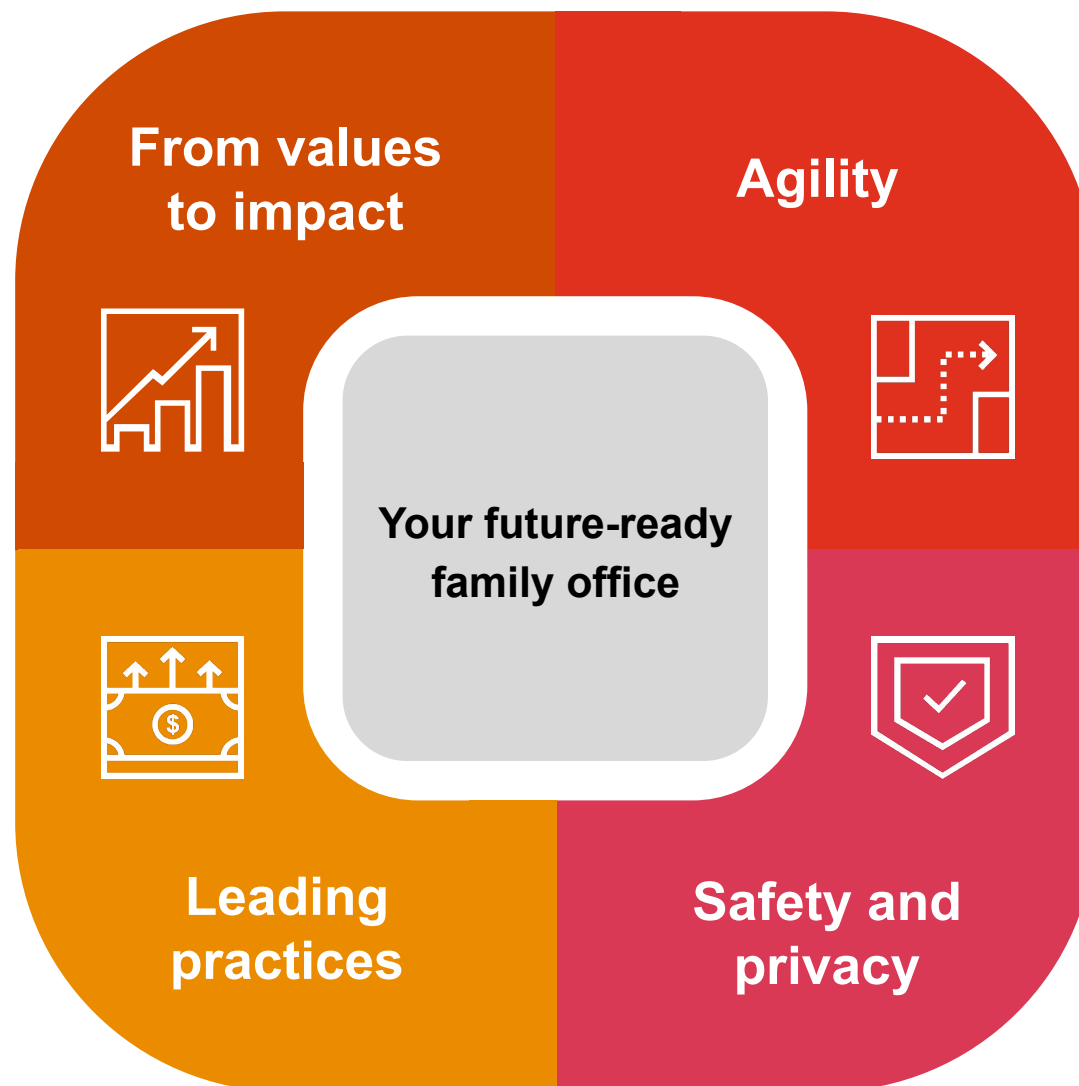 From values
to impact
Agility
Your future-ready
family office
$
Leading
practices
Safety and
privacy